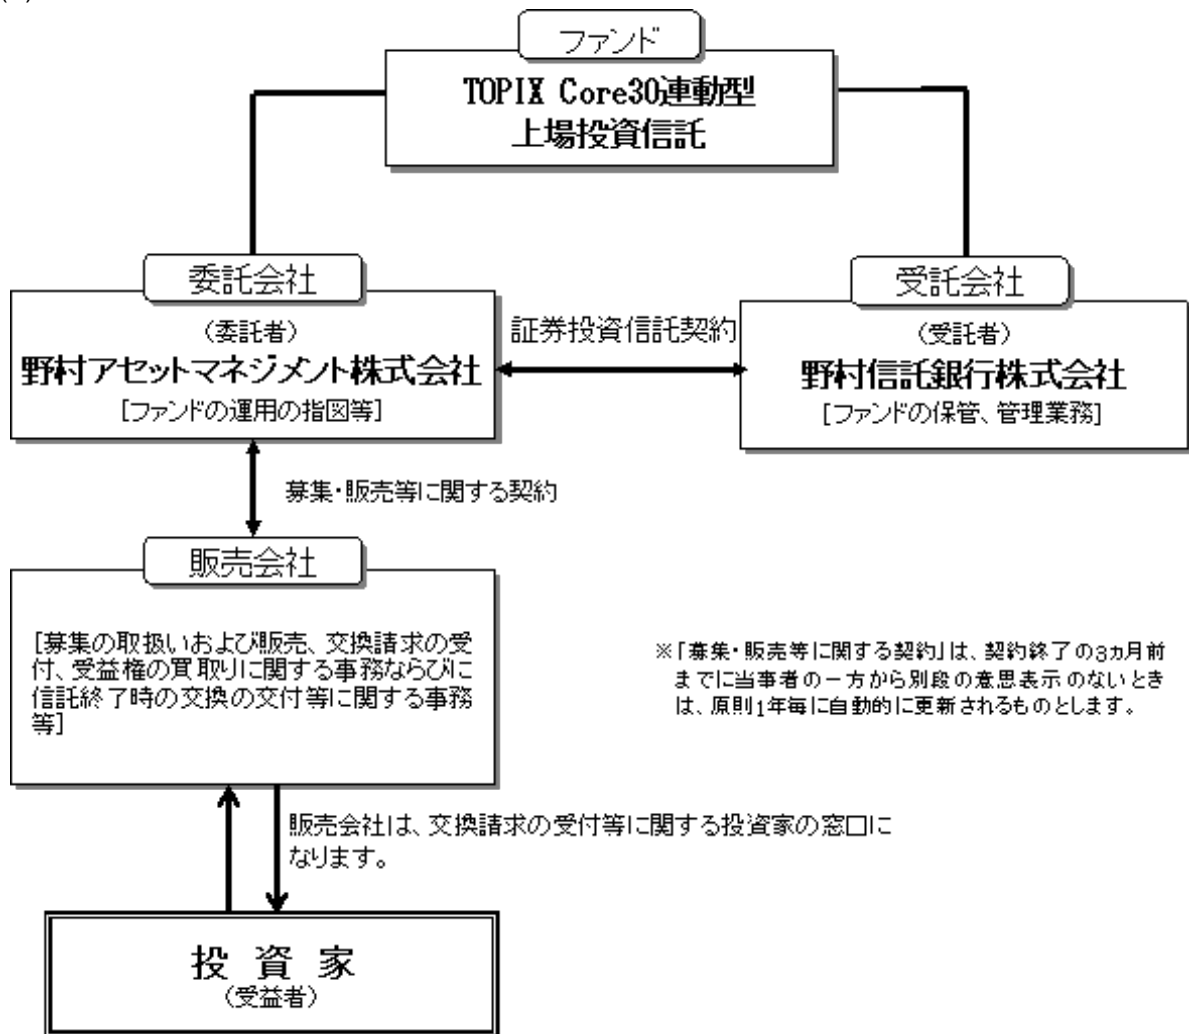 ファンド
TOPIX Core30連動型
上場投資信託
委託会社
(委託者)
野村アセットマネジメント株式会社
[ファンドの運用の指図等]
証券投資信託契約
受託会社
(受託者)
野村信託銀行株式会社
[ファンドの保管、管理業務]
募集・販売等に関する契約
販売会社
[募集の取扱いおよび販売、交換請求の受
付、受益権の買取りに関する事務ならびに
信託終了時の交換の交付等に関する事務
等]
※「募集・販売等に関する契約」は、契約終了の3ヵ月前
までに当事者の一方から別段の意思表示のないとき
は、原則1年毎に自動的に更新されるものとします。
販売会社は、交換請求の受付等に関する投資家の窓口に
なります。
投 資 家
(受益者)